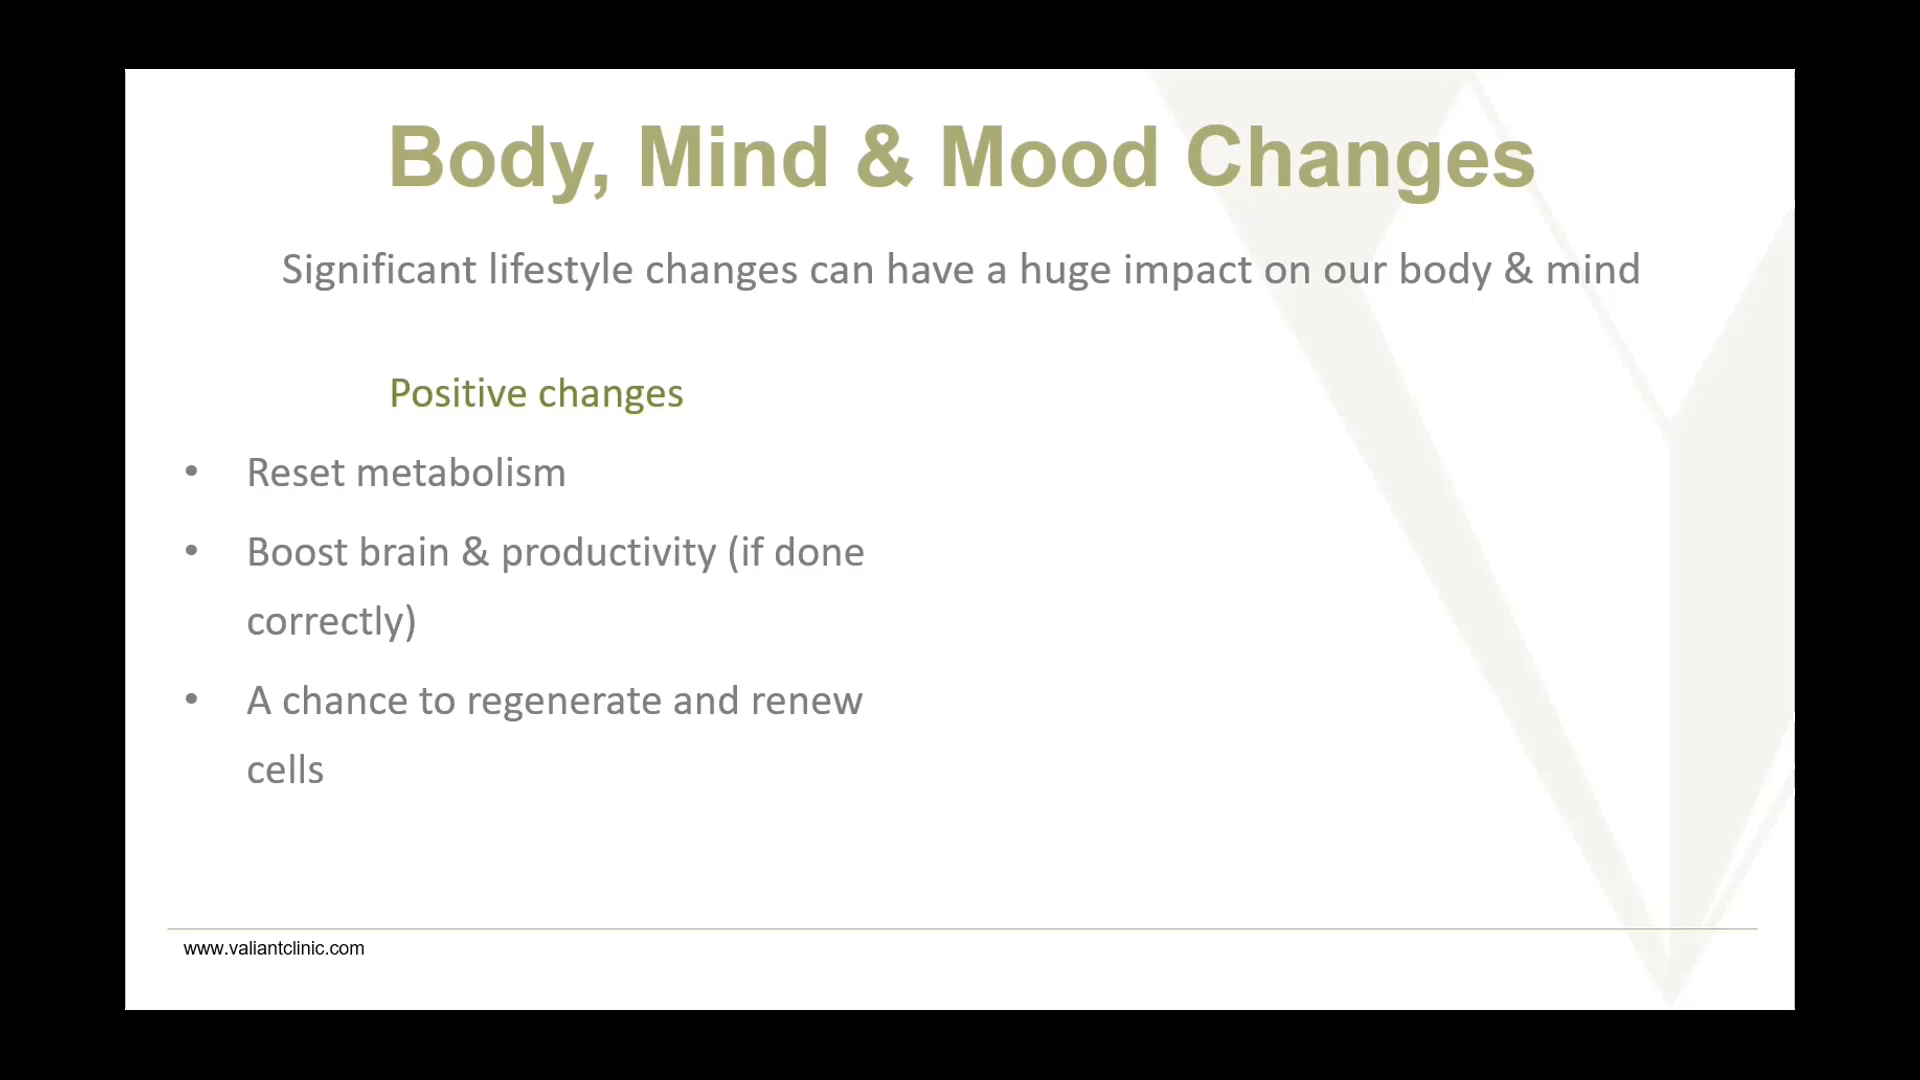 Body, Mind & Mood Changes
Significant lifestyle changes can have a huge impact on our body & mind
Positive changes
• Reset metabolism
• Boost brain & productivity (if done
correctly)
• A chance to regenerate and renew
cells
www.valiantclinic.com